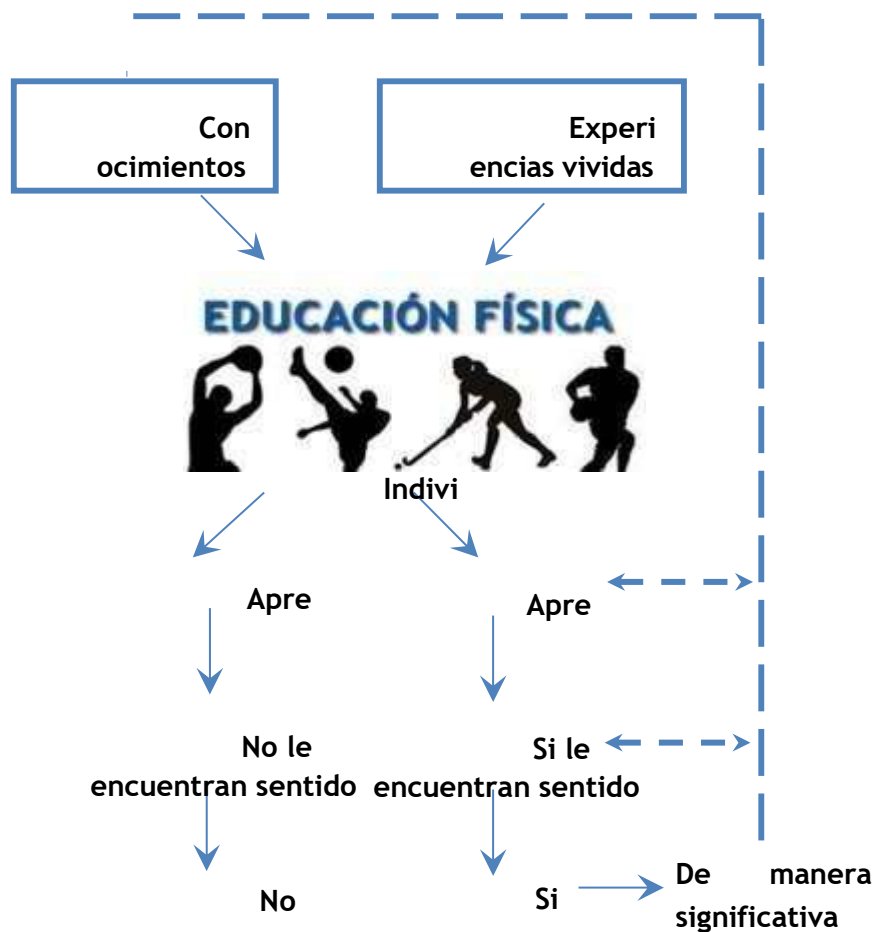 Con
ocimientos
Experi
encias vividas
EDUCACIÓN FÍSICA
Indivi
Apre
Apre
No le
encuentran sentido
Si le
encuentran sentido
No
Si
De manera
significativa